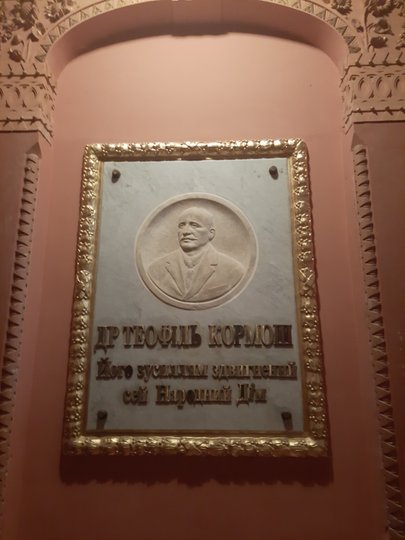 ДР ТЕОФІЛЬ КОРМОШ
Його зусиллям здвигнений
сей Народний Дім